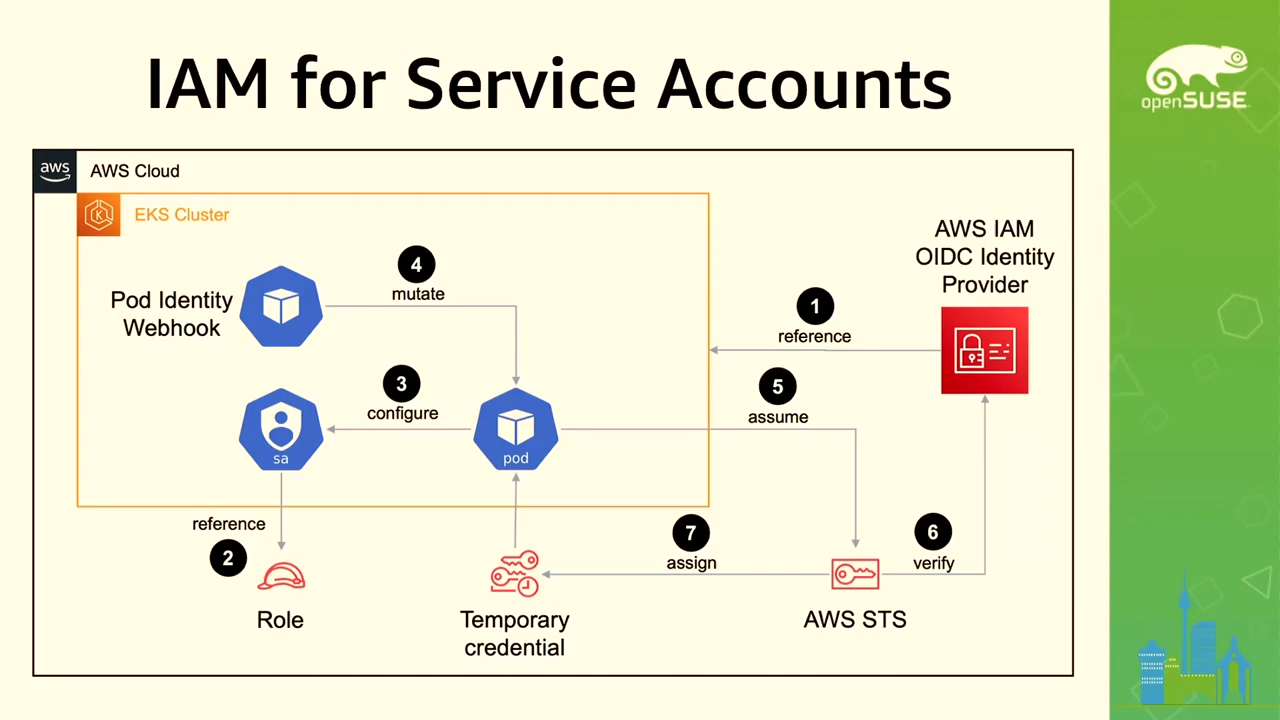 IAM for Service Accounts
openSUSE
aws
AWS Cloud
K
EKS Cluster
AWS IAM
OIDC Identity
Provider
4
mutate
Pod Identity
Webhook
1
reference
3
configure
5
assume
sa
pod
reference
2
7
assign
6
verify
Role
Temporary
credential
AWS STS